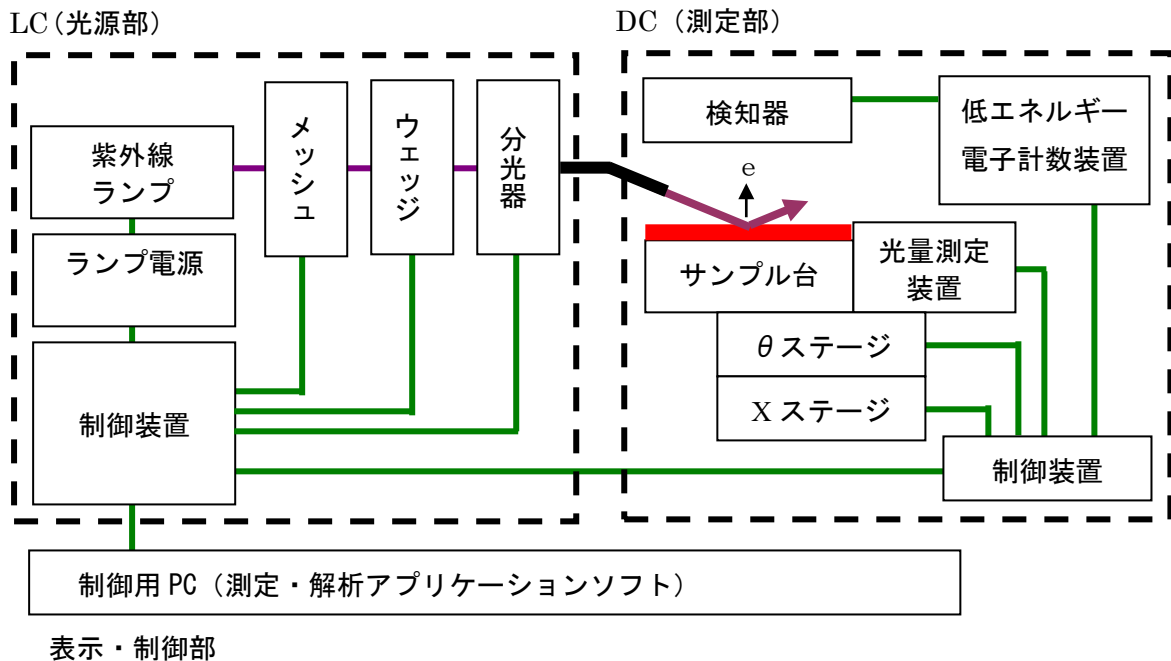 LC(光源部)
紫外線
ランプ
メッシュ
ウェッジ
分光器
ランプ電源
制御装置
DC(測定部)
検知器
低エネルギー
電子計数装置
e
サンプル台
光量測定
装置
θステージ
Xステージ
制御装置
制御用PC(測定・解析アプリケーションソフト)
表示・制御部